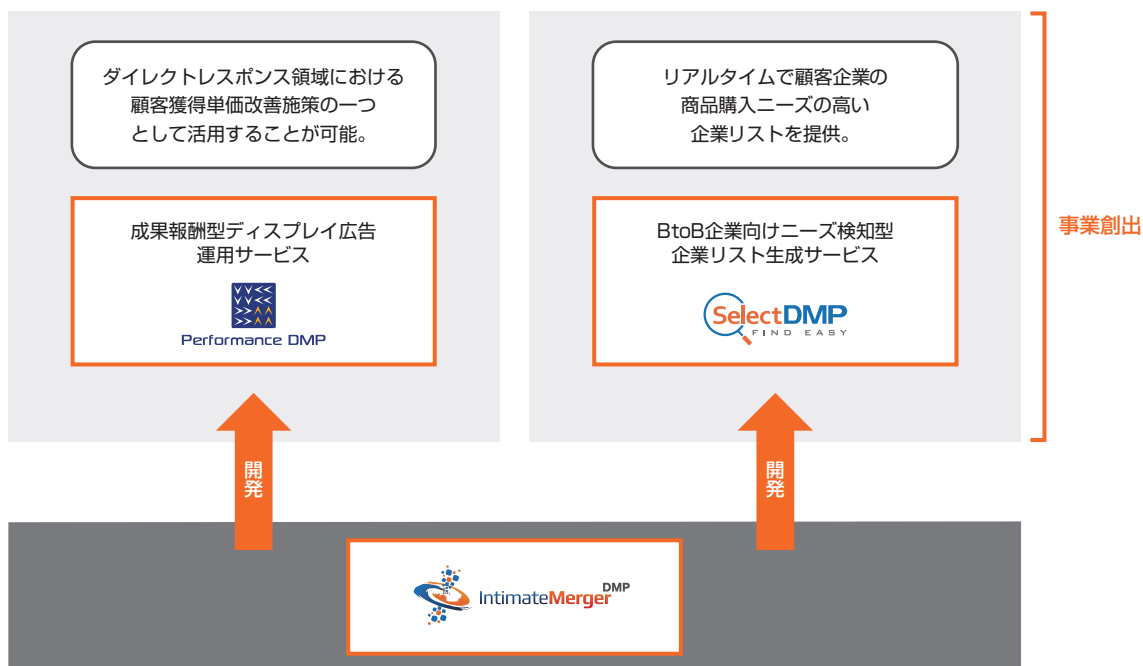 ダイレクトレスポンス領域における
顧客獲得単価改善施策の一つ
として活用することが可能。
成果報酬型ディスプレイ広告
運用サービス
Performance DMP
開発
リアルタイムで顧客企業の
商品購入ニーズの高い
企業リストを提供。
BtoB企業向けニーズ検知型
企業リスト生成サービス
SelectDMP
FIND EASY
開発
事業創出
IntimateMerger DMP